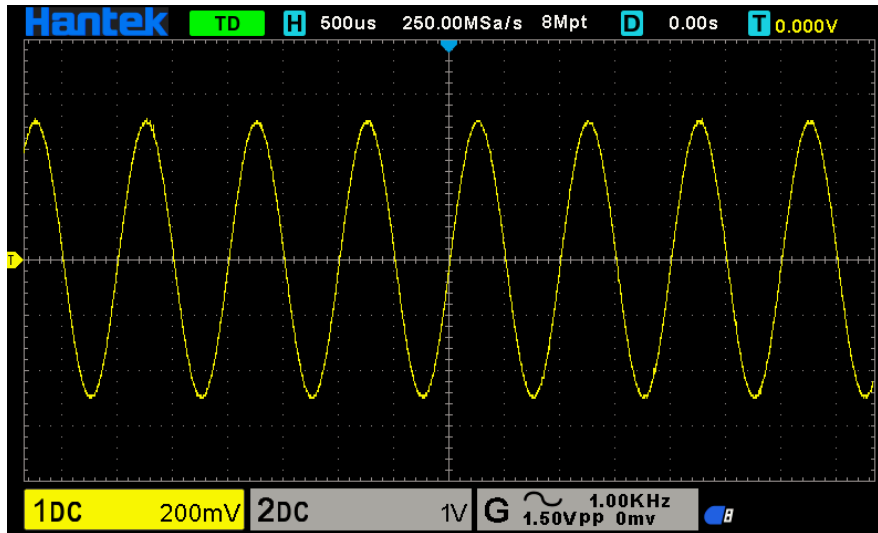 Hantek TD H 500us 250.00MSa/s 8Mpt D 0.00s T 0.000V
T
1DC 200mV 2DC 1V G 1.00KHz
1.50Vpp 0mv